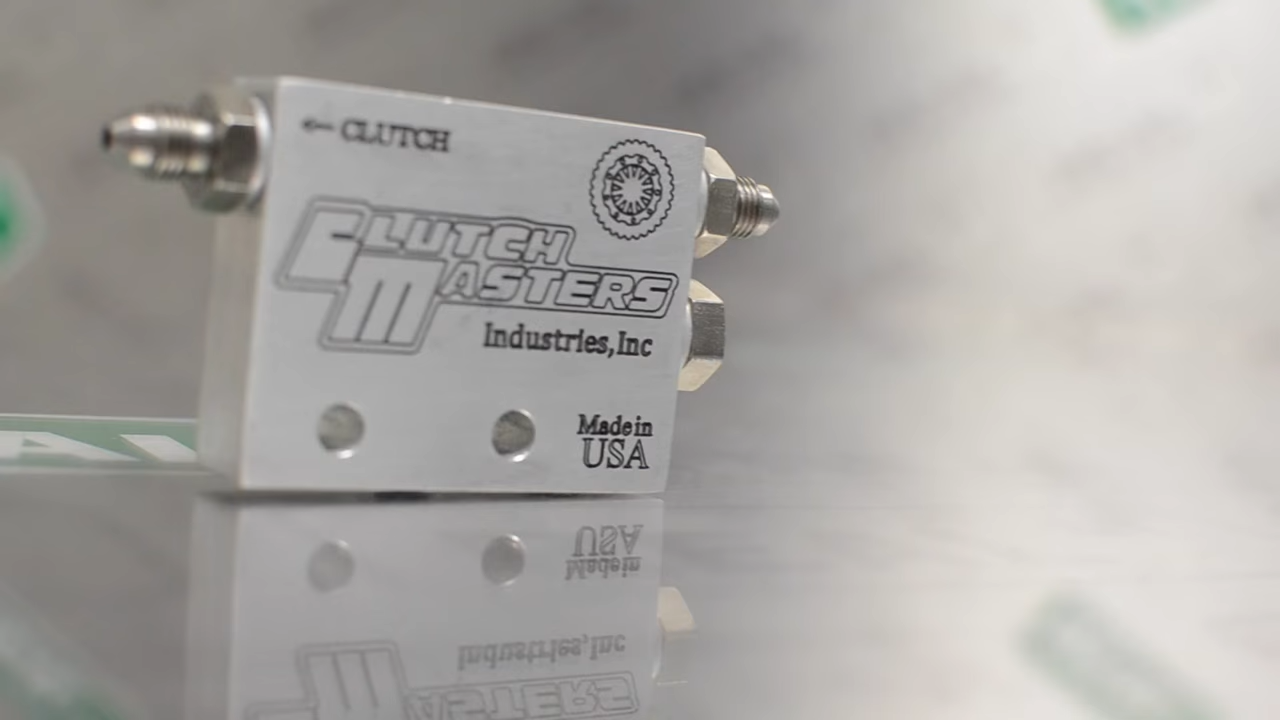 ← CLUTCH
CLUTCH
MASTERS
Industries, Inc
Made in
USA